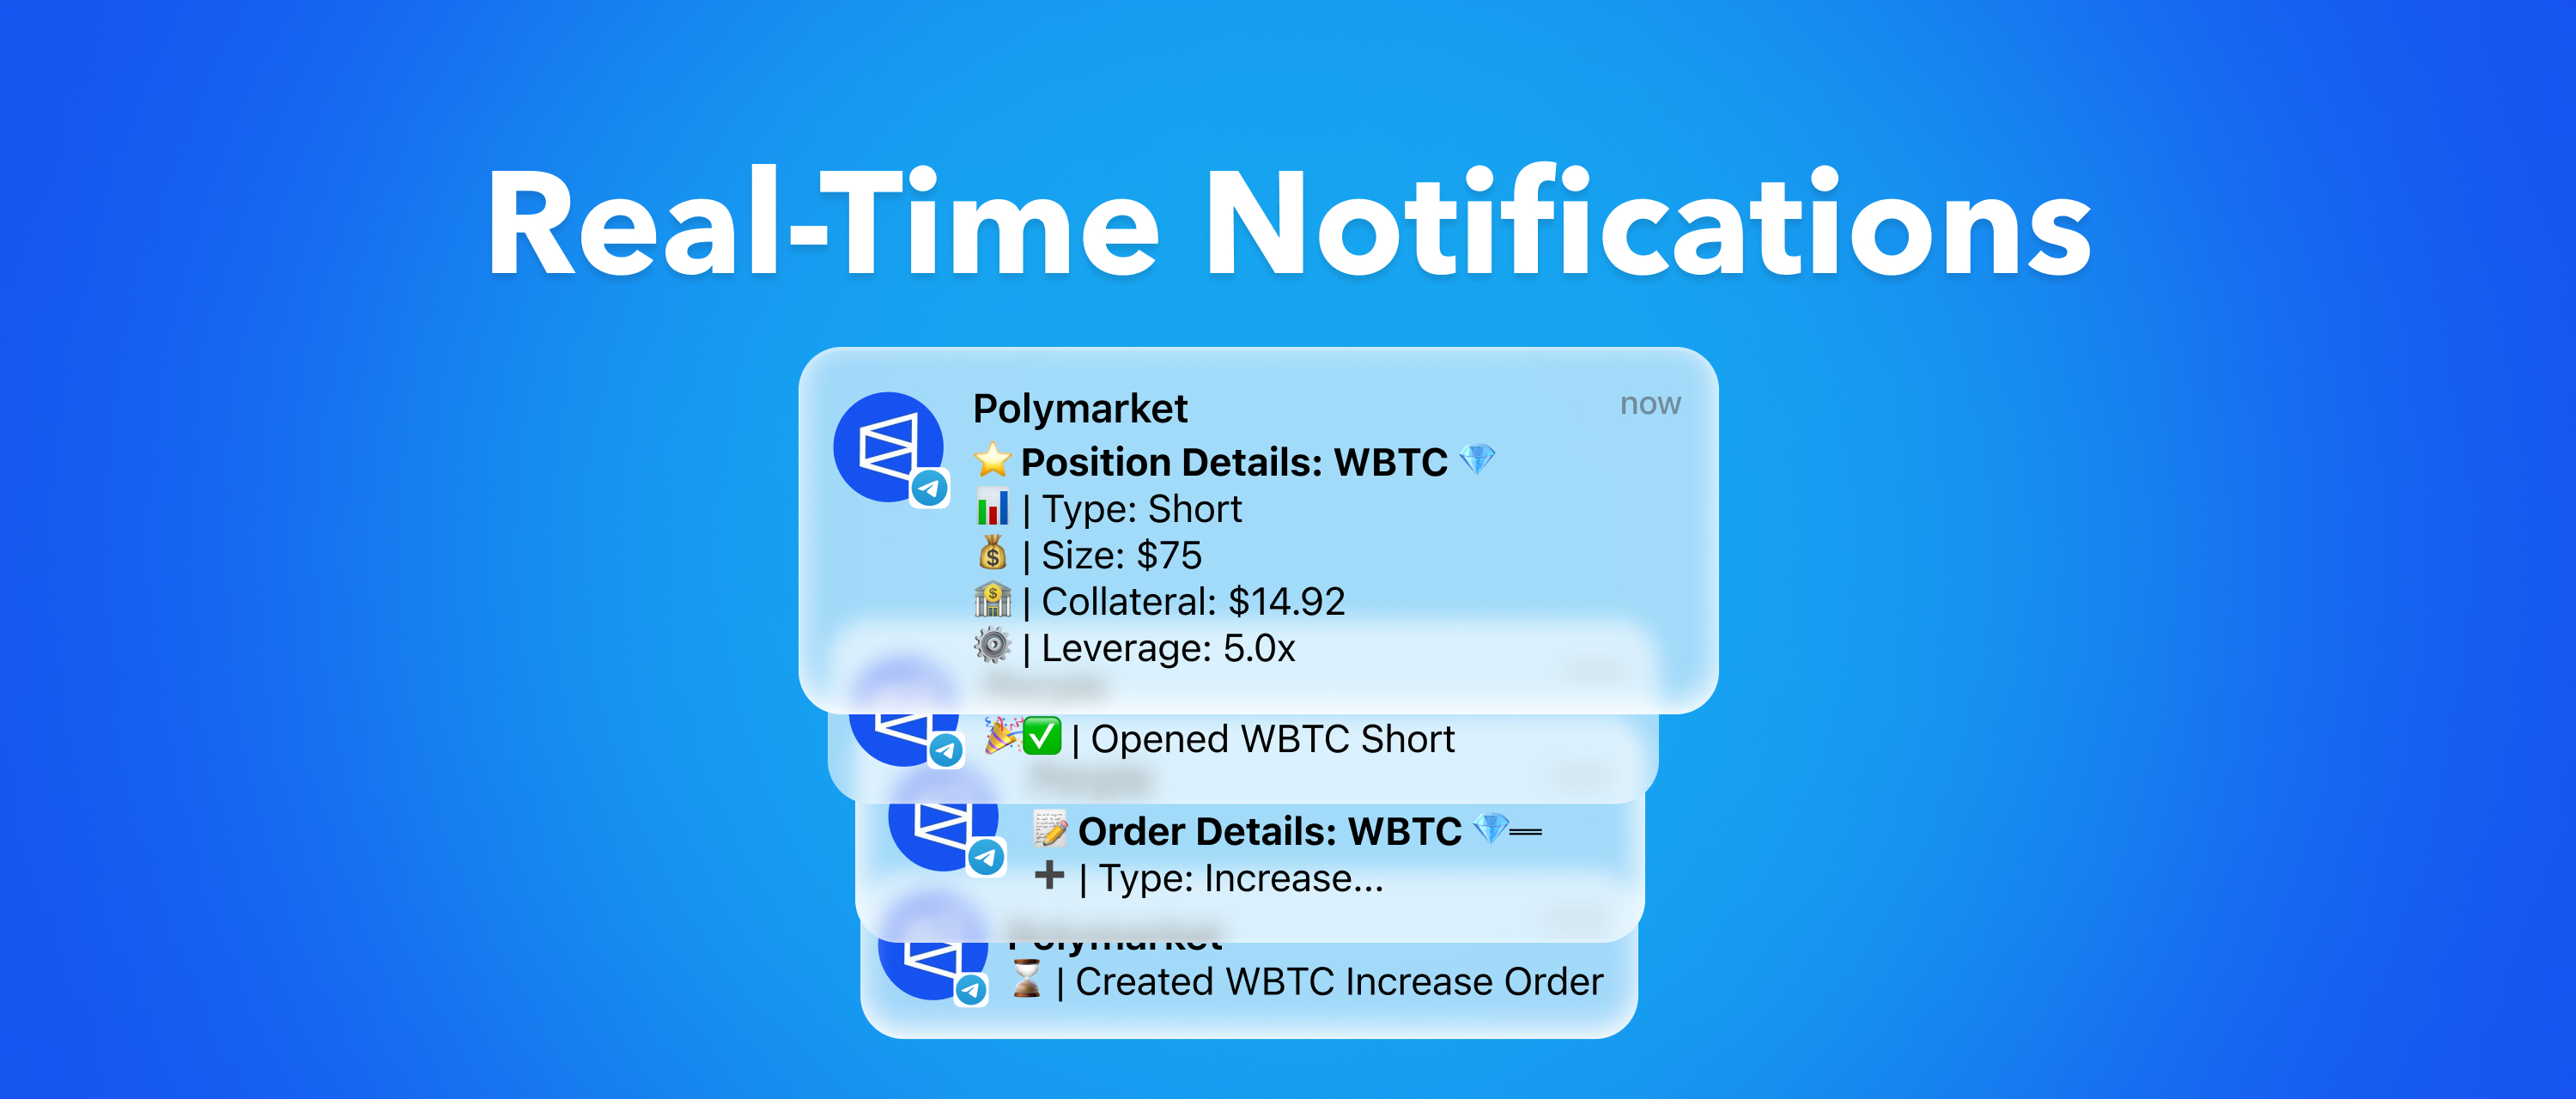 Real-Time Notifications
Polymarket
now
⭐ Position Details: WBTC 💎
📊 | Type: Short
💰 | Size: $75
🏦 | Collateral: $14.92
⚙️ | Leverage: 5.0x
🎉✅ | Opened WBTC Short
📝 Order Details: WBTC 💎═
➕ | Type: Increase...
Polymarket
⏳ | Created WBTC Increase Order